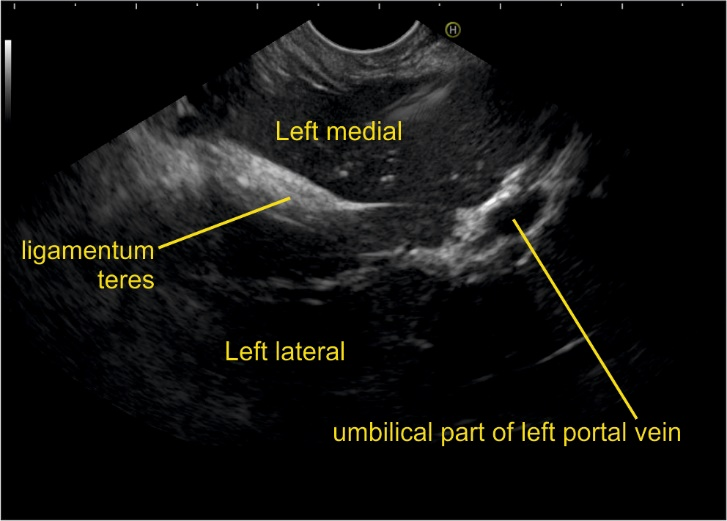 H
Left medial
ligamentum
teres
Left lateral
umbilical part of left portal vein